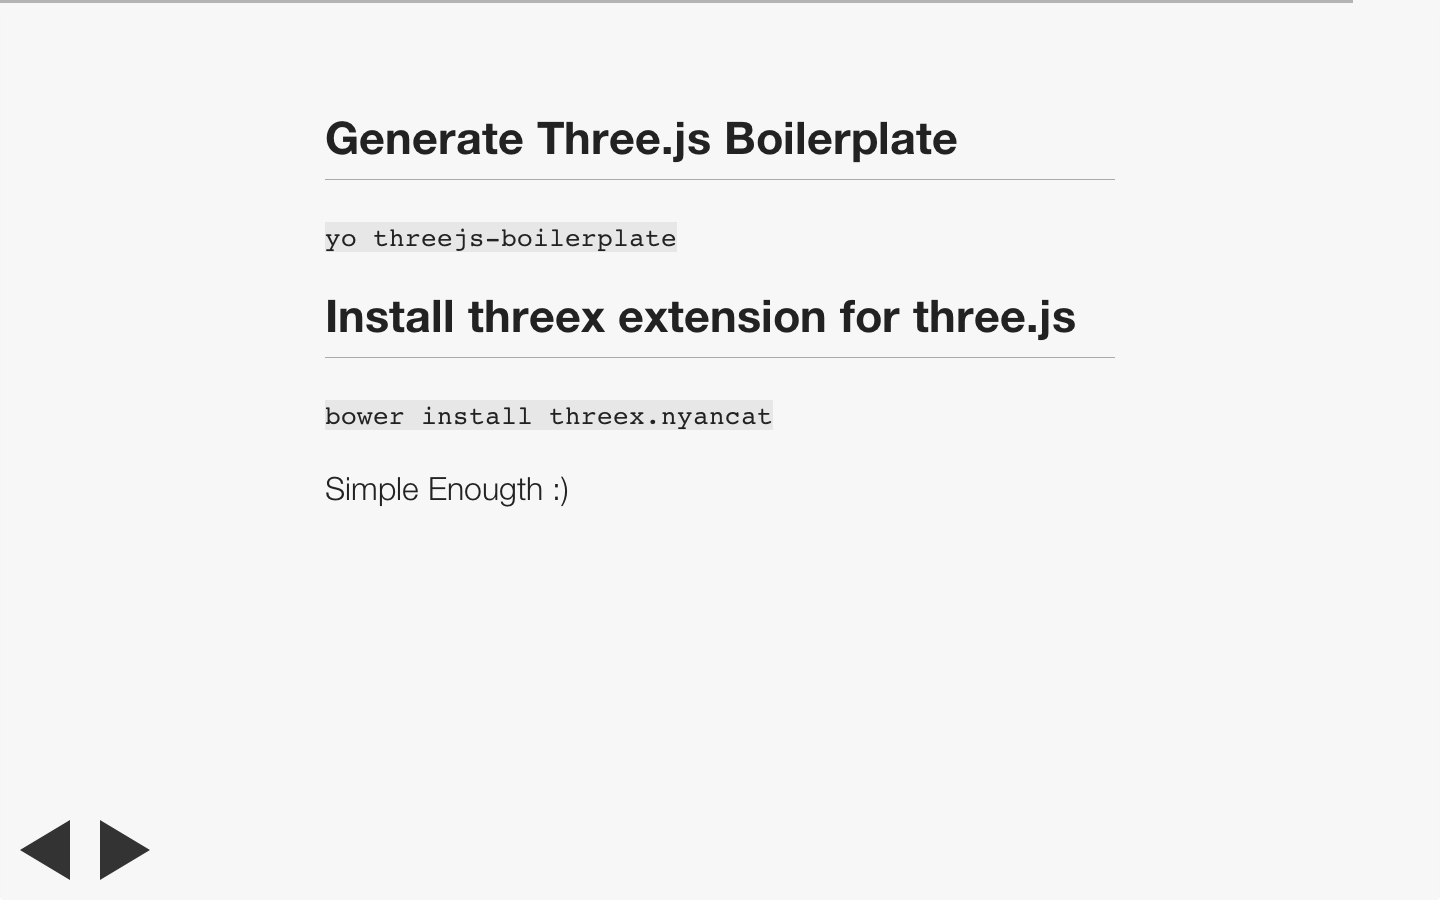 Generate Three.js Boilerplate
yo threejs-boilerplate
Install threex extension for three.js
bower install threex.nyancat
Simple Enougth :)